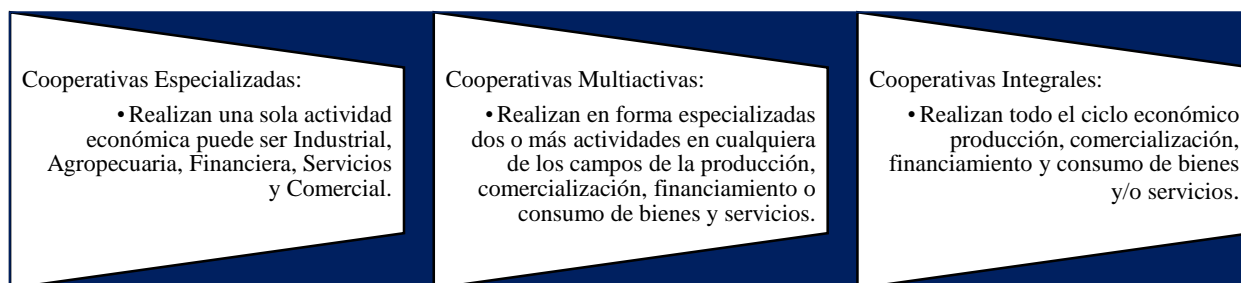 Cooperativas Especializadas:
•Realizan una sola actividad
económica puede ser Industrial,
Agropecuaria, Financiera, Servicios
y Comercial.
Cooperativas Multiactivas:
•Realizan en forma especializadas
dos o más actividades en cualquiera
de los campos de la producción,
comercialización, financiamiento o
consumo de bienes y servicios.
Cooperativas Integrales:
•Realizan todo el ciclo económico
producción, comercialización,
financiamiento y consumo de bienes
y/o servicios.